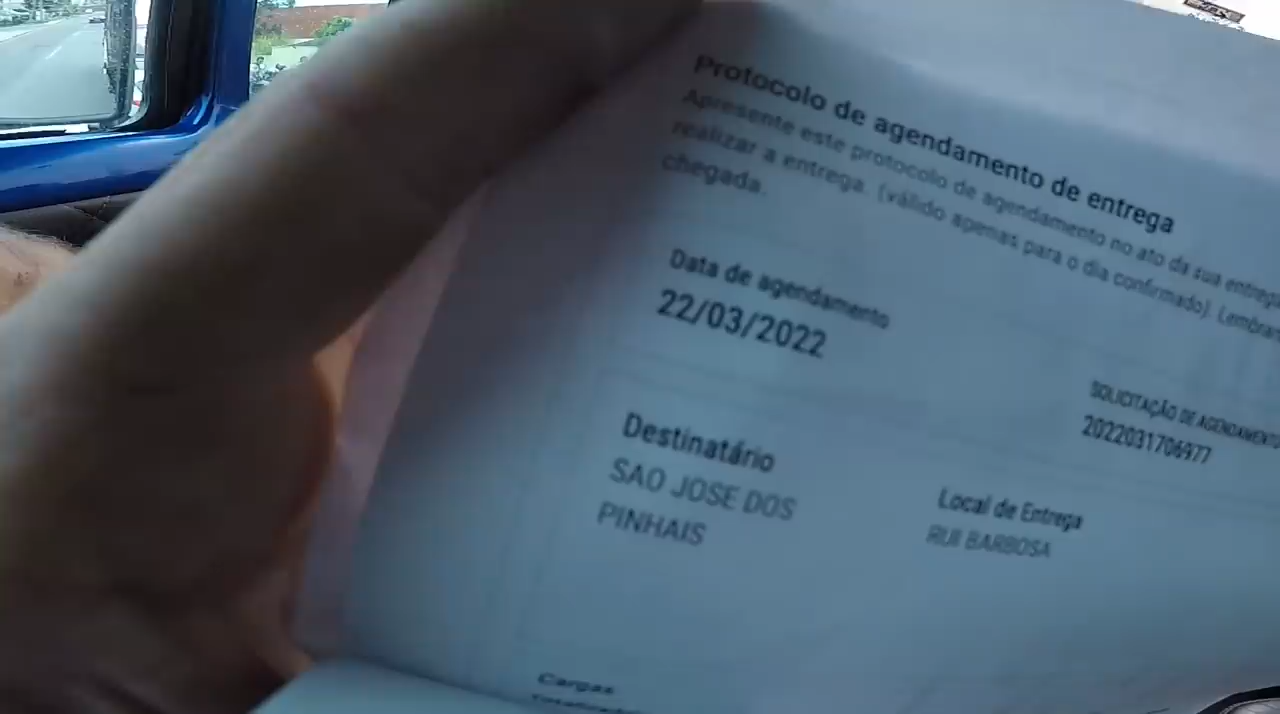 Protocolo de agendamento de entrega
Apresente este protocolo de agendamento no ato da sua entrega
realizar a entrega. (válido apenas para o dia confirmado). Lembran
chegada.
Data de agendamento
22/03/2022
SOLICITAÇÃO DE AGENDAMENTO
2022031706977
Destinatário
SAO JOSE DOS
PINHAIS
Local de Entrega
RUI BARBOSA
Cargas